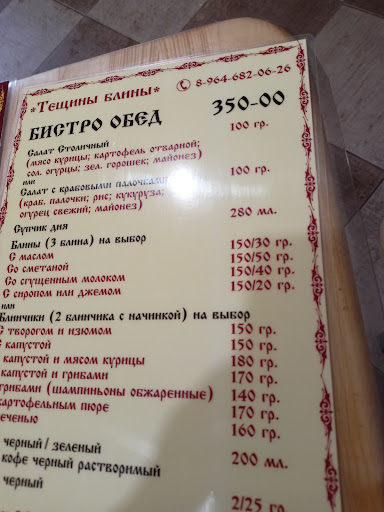 *Тещины блины* 8-964-682-06-26
БИСТРО ОБЕД 350-00
Салат Столичный 100 гр.
(мясо курицы; картофель отварной;
сол. огурцы; зел. горошек; майонез)
или
Салат с крабовыми палочками 100 гр.
(краб. палочки; рис; кукуруза;
огурец свежий; майонез)
Супчик дня 280 мл.
Блины (3 блина) на выбор
С маслом 150/30 гр.
Со сметаной 150/50 гр.
Со сгущенным молоком 150/40 гр.
С сиропом или джемом 150/20 гр.
или
Блинчики (2 блинчика с начинкой) на выбор
С творогом и изюмом 150 гр.
С капустой 150 гр.
капустой и мясом курицы 180 гр.
капустой и грибами 170 гр.
грибами (шампиньоны обжаренные) 140 гр.
картофельным пюре 170 гр.
160 гр.
черный/зеленый
кофе черный растворимый 200 мл.
черный
2/25 гр.